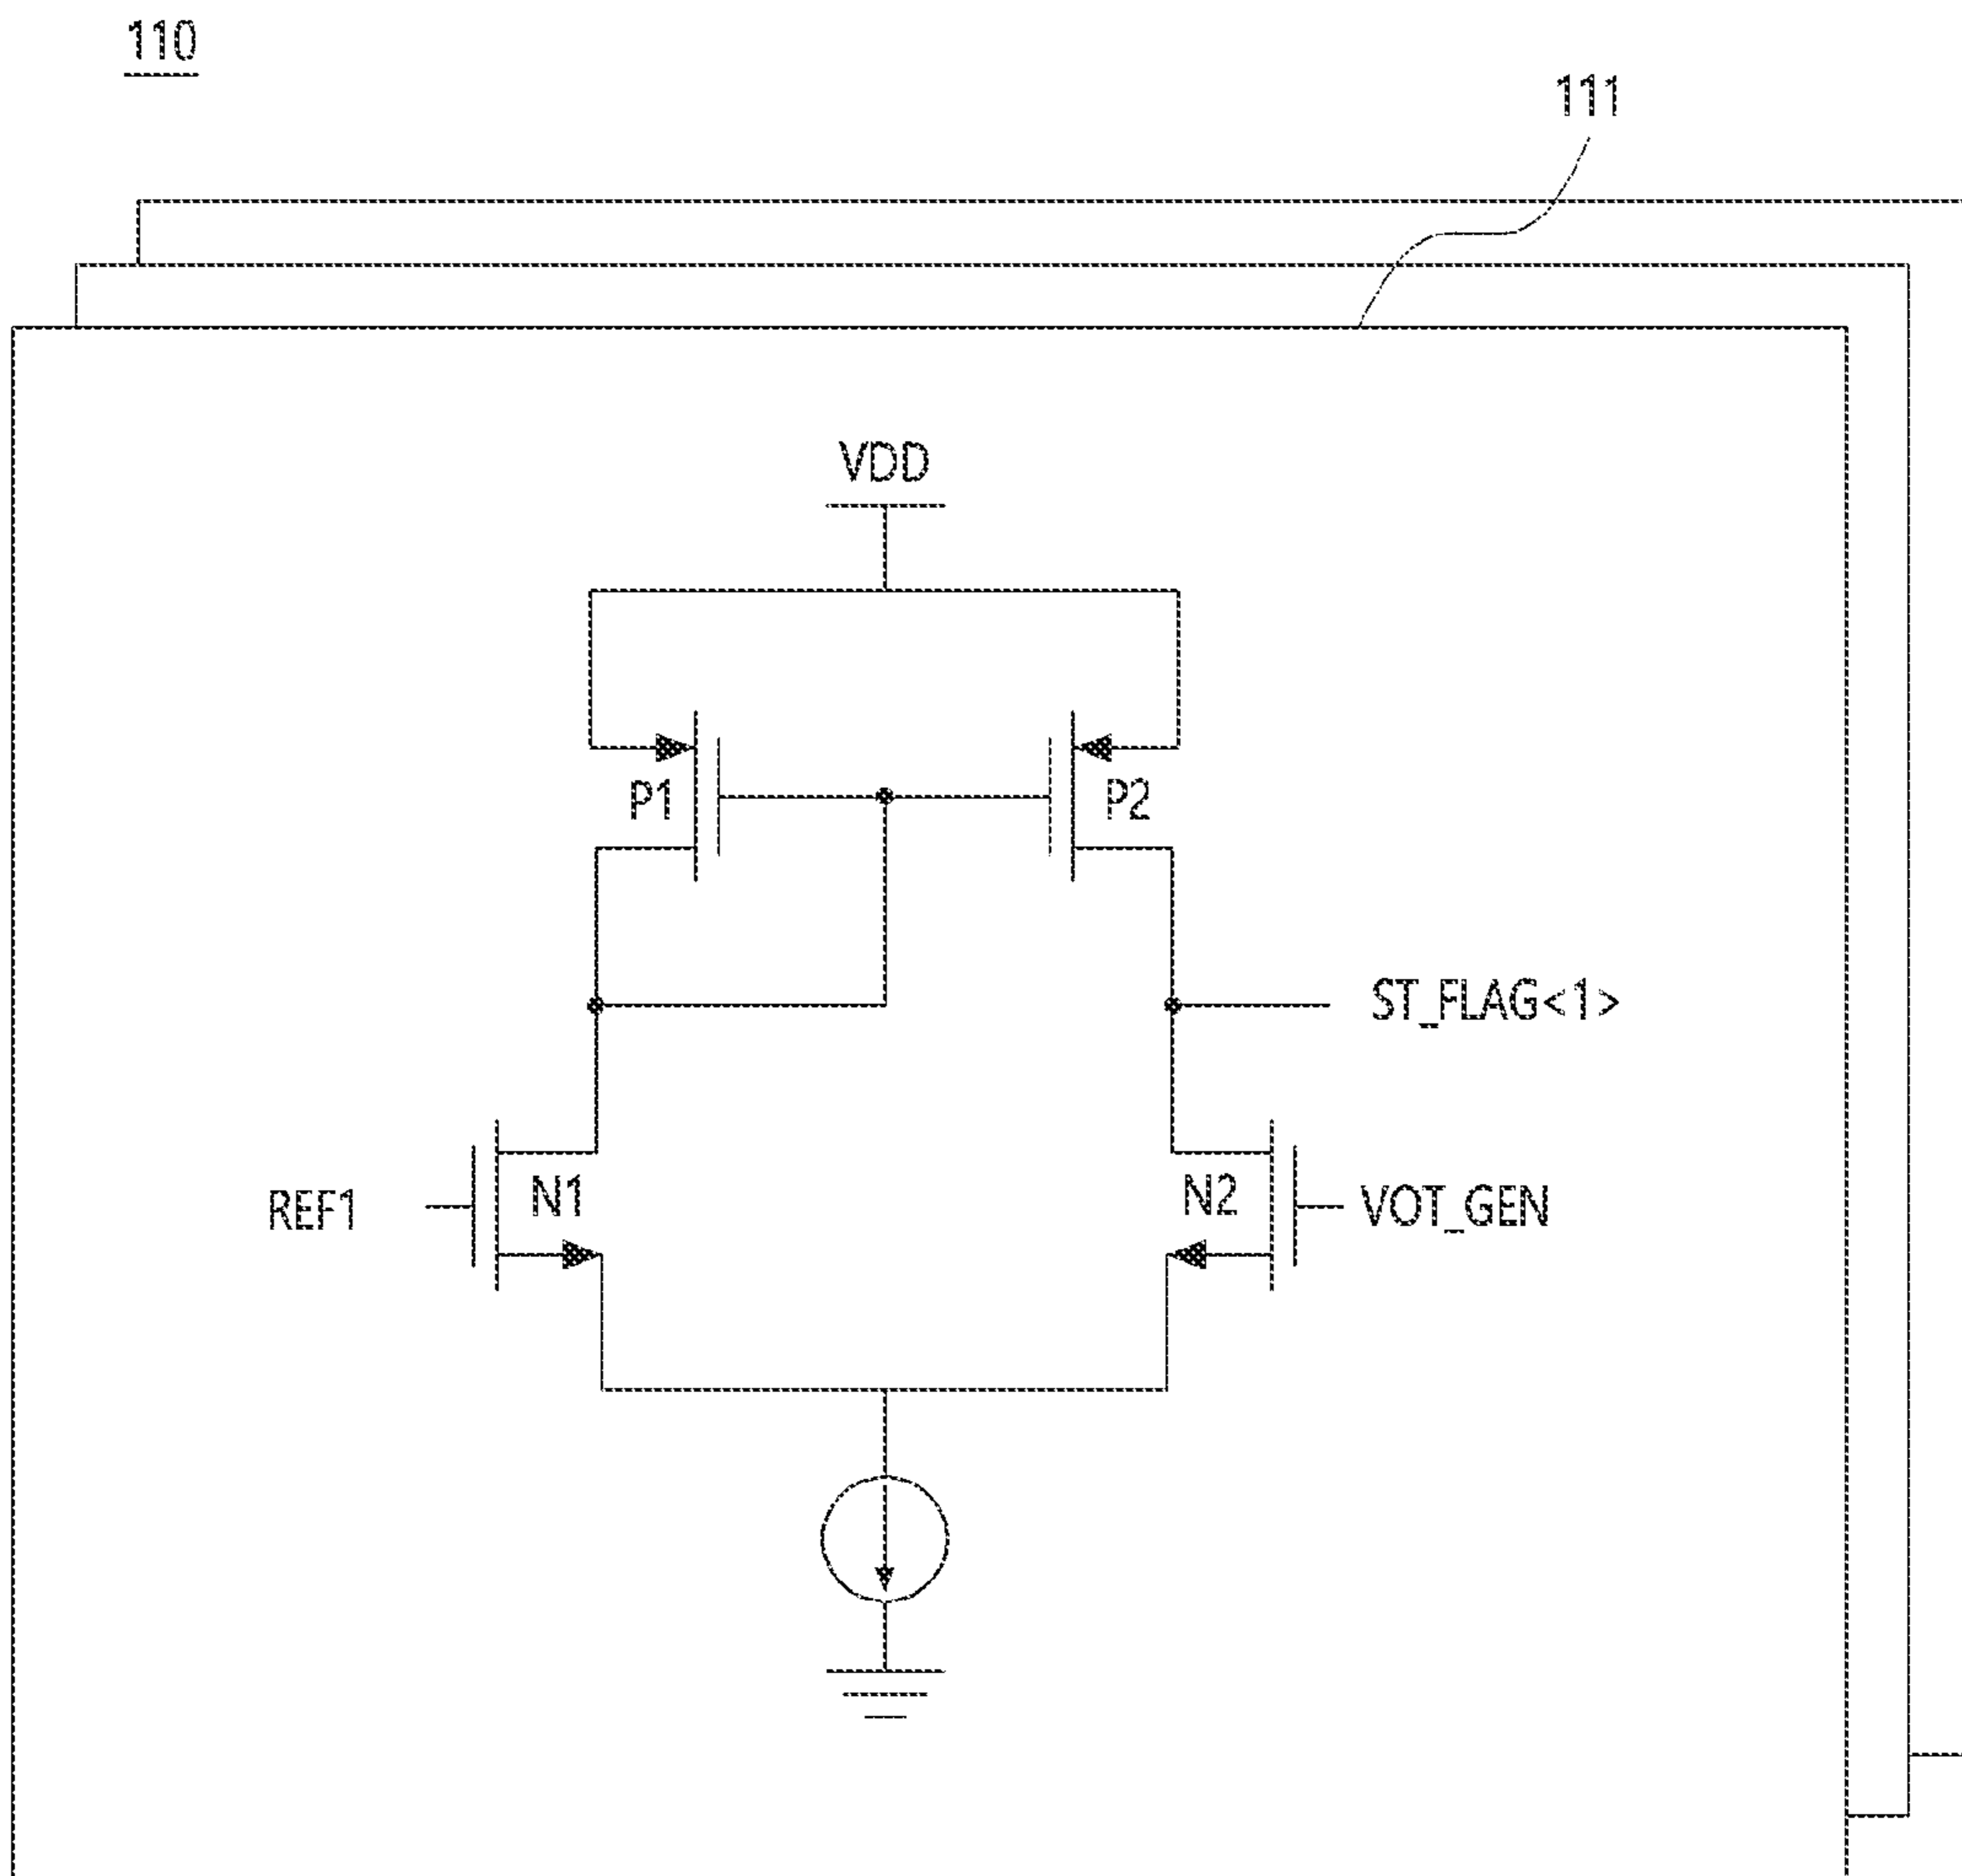 110
111
VDD
P1
P2
ST_FLAG<1>
REF1
N1
N2
VOT_GEN